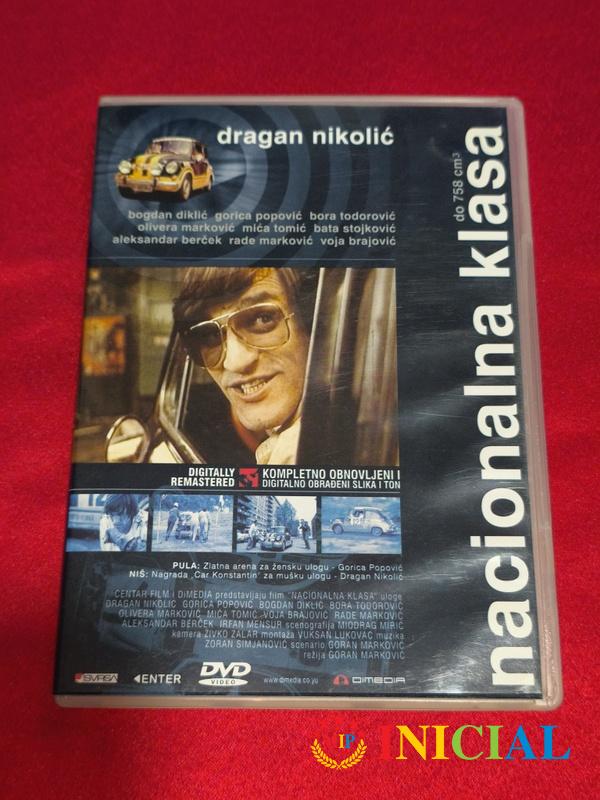 dragan nikolić
bogdan diklić gorica popović bora todorović
olivera marković mića tomić bata stojković
aleksandar berček rade marković voja brajović
nacionalna klasa
do 758 cm³
DIGITALLY
REMASTERED
KOMPLETNO OBNOVLJENI I
DIGITALNO OBRAĐENI SLIKA I TON
PULA: Zlatna arena za žensku ulogu - Gorica Popović
NIŠ: Nagrada „Car Konstantin" za mušku ulogu - Dragan Nikolić
CENTAR FILM i DiMEDIA predstavljaju film "NACIONALNA KLASA" uloge
DRAGAN NIKOLIĆ GORICA POPOVIĆ BOGDAN DIKLIĆ BORA TODOROVIĆ
OLIVERA MARKOVIĆ MIĆA TOMIĆ VOJA BRAJOVIĆ RADE MARKOVIĆ
ALEKSANDAR BERČEK IRFAN MENSUR scenografija MIODRAG MIRIĆ
kamera ŽIVKO ZALAR montaža VUKSAN LUKOVAC muzika
ZORAN SIMJANOVIĆ scenario GORAN MARKOVIĆ
režija GORAN MARKOVIĆ
ENTER
DVD
VIDEO
www.dimedia.co.yu
DIMEDIA
IP
INICIAL